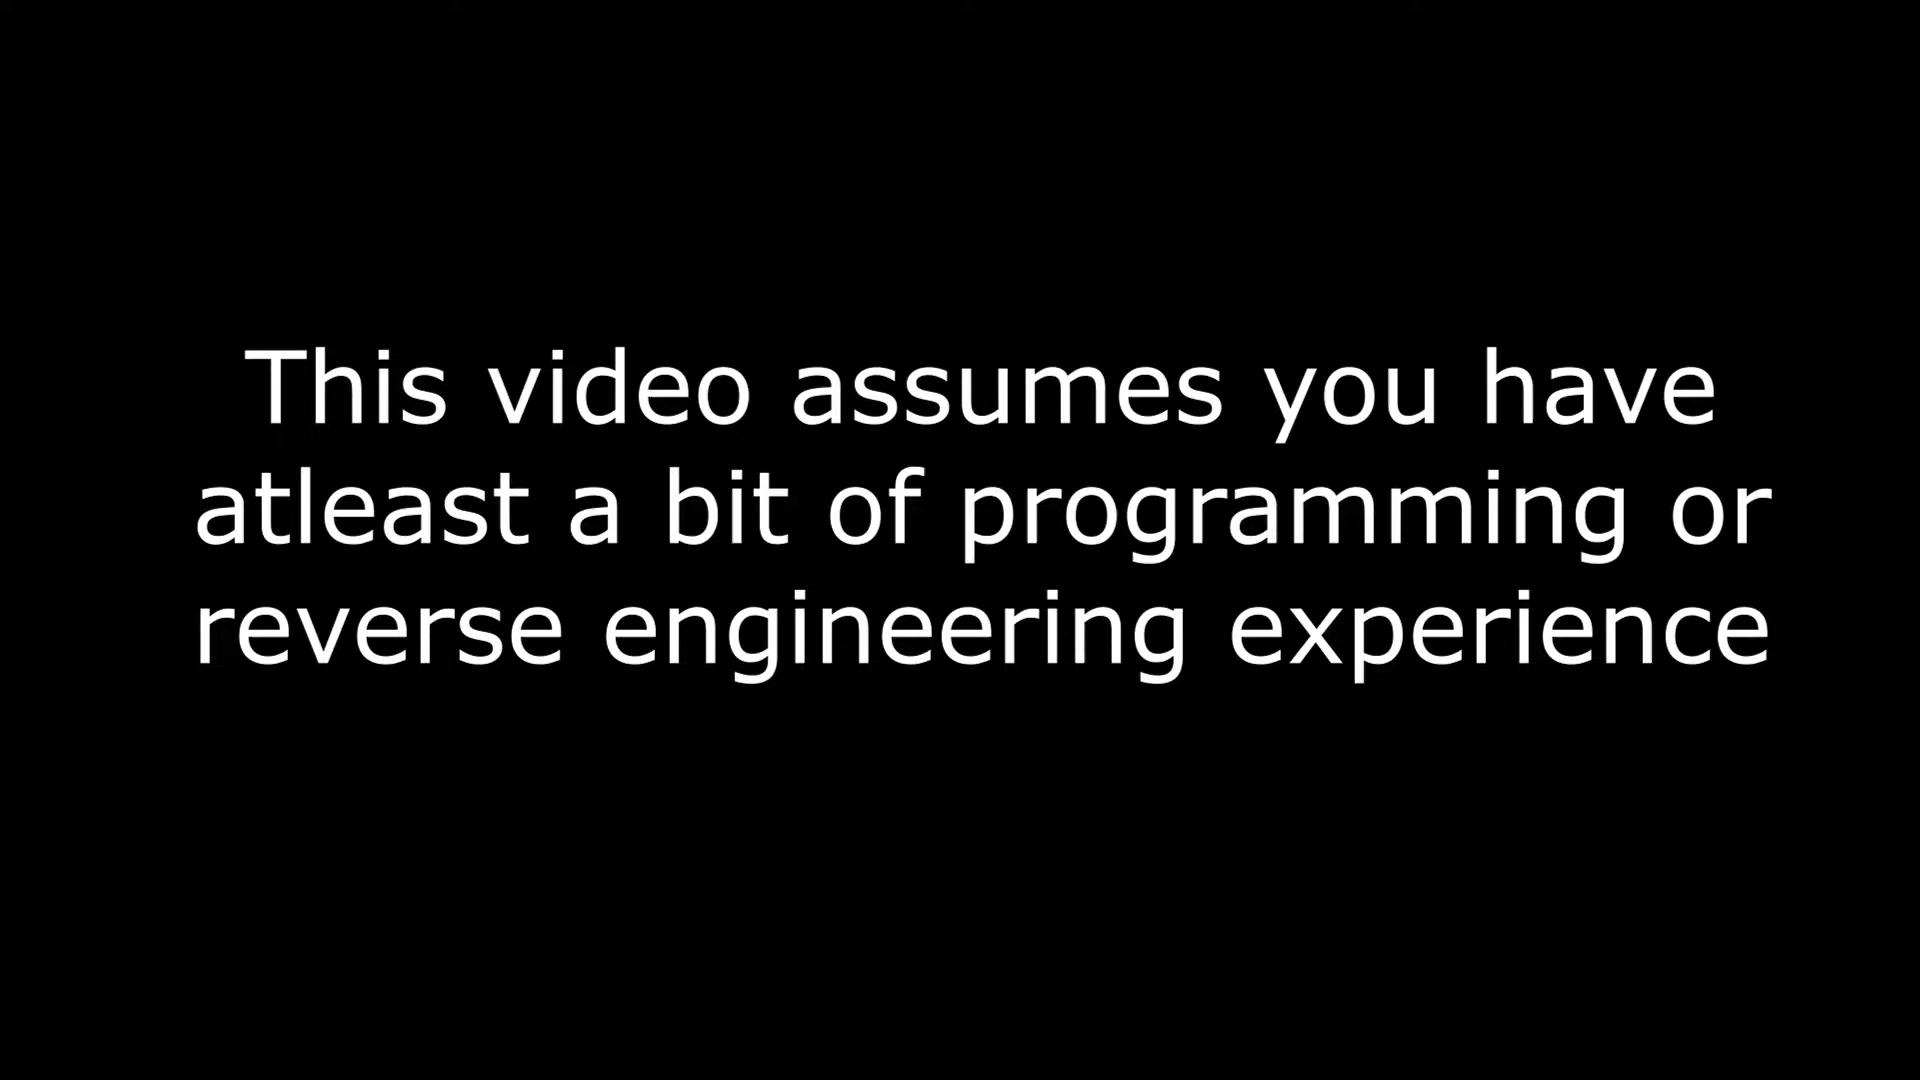 This video assumes you have
atleast a bit of programming or
reverse engineering experience